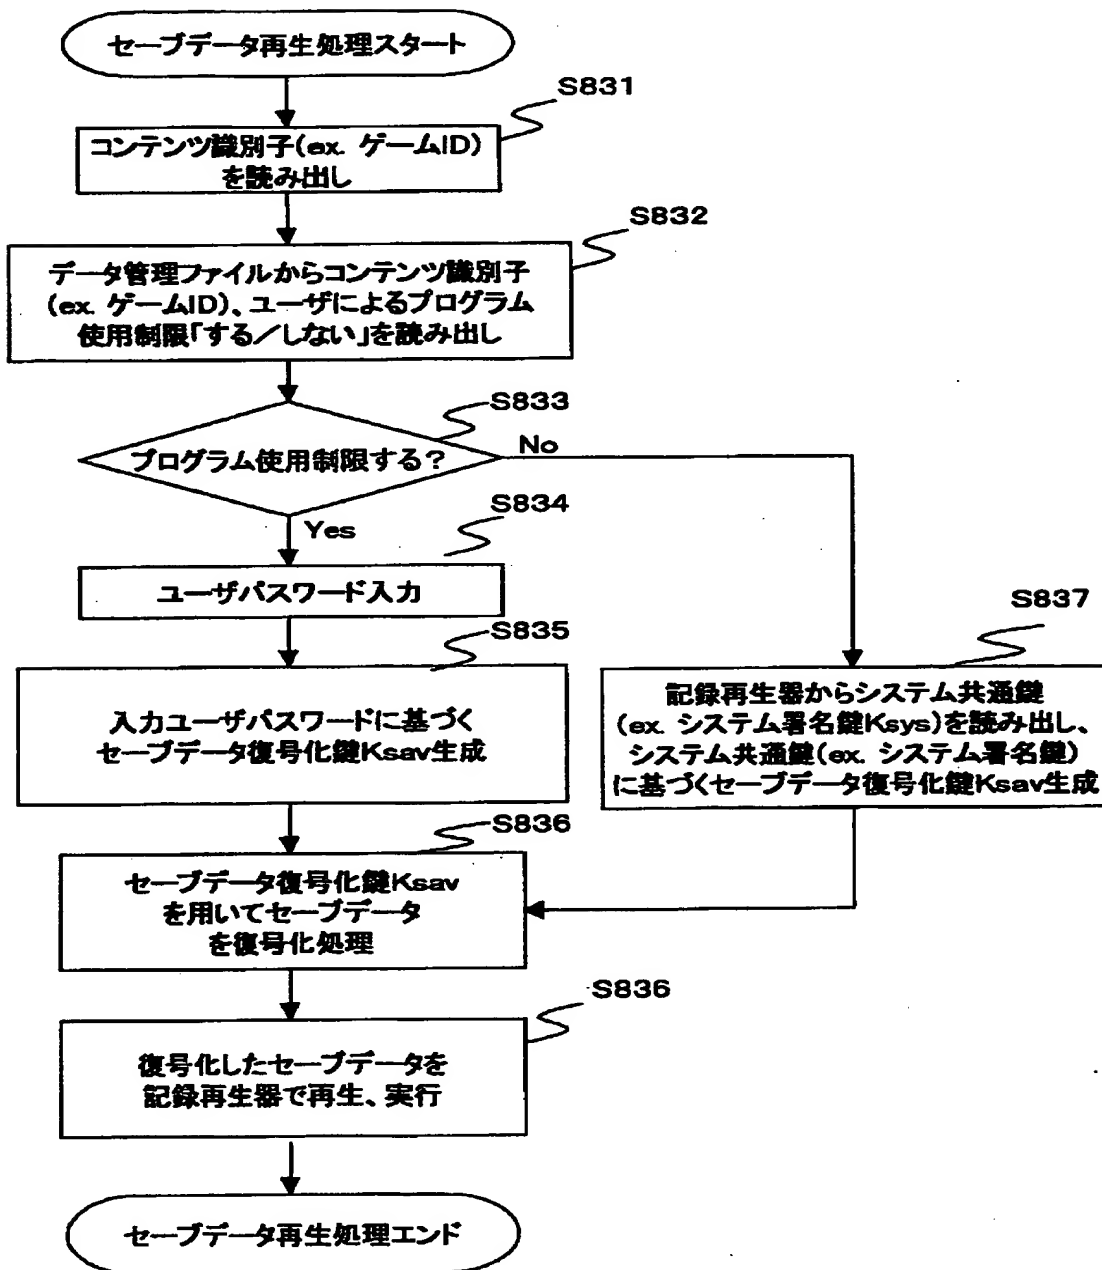 セーブデータ再生処理スタート
S831
コンテンツ識別子(ex. ゲームID)
を読み出し
S832
データ管理ファイルからコンテンツ識別子
(ex. ゲームID)、ユーザによるプログラム
使用制限「する／しない」を読み出し
S833
プログラム使用制限する?
No
Yes
S834
ユーザパスワード入力
S835
入力ユーザパスワードに基づく
セーブデータ復号化鍵Ksav生成
S837
記録再生器からシステム共通鍵
(ex. システム署名鍵Ksys)を読み出し、
システム共通鍵(ex. システム署名鍵)
に基づくセーブデータ復号化鍵Ksav生成
S836
セーブデータ復号化鍵Ksav
を用いてセーブデータ
を復号化処理
S836
復号化したセーブデータを
記録再生器で再生、実行
セーブデータ再生処理エンド